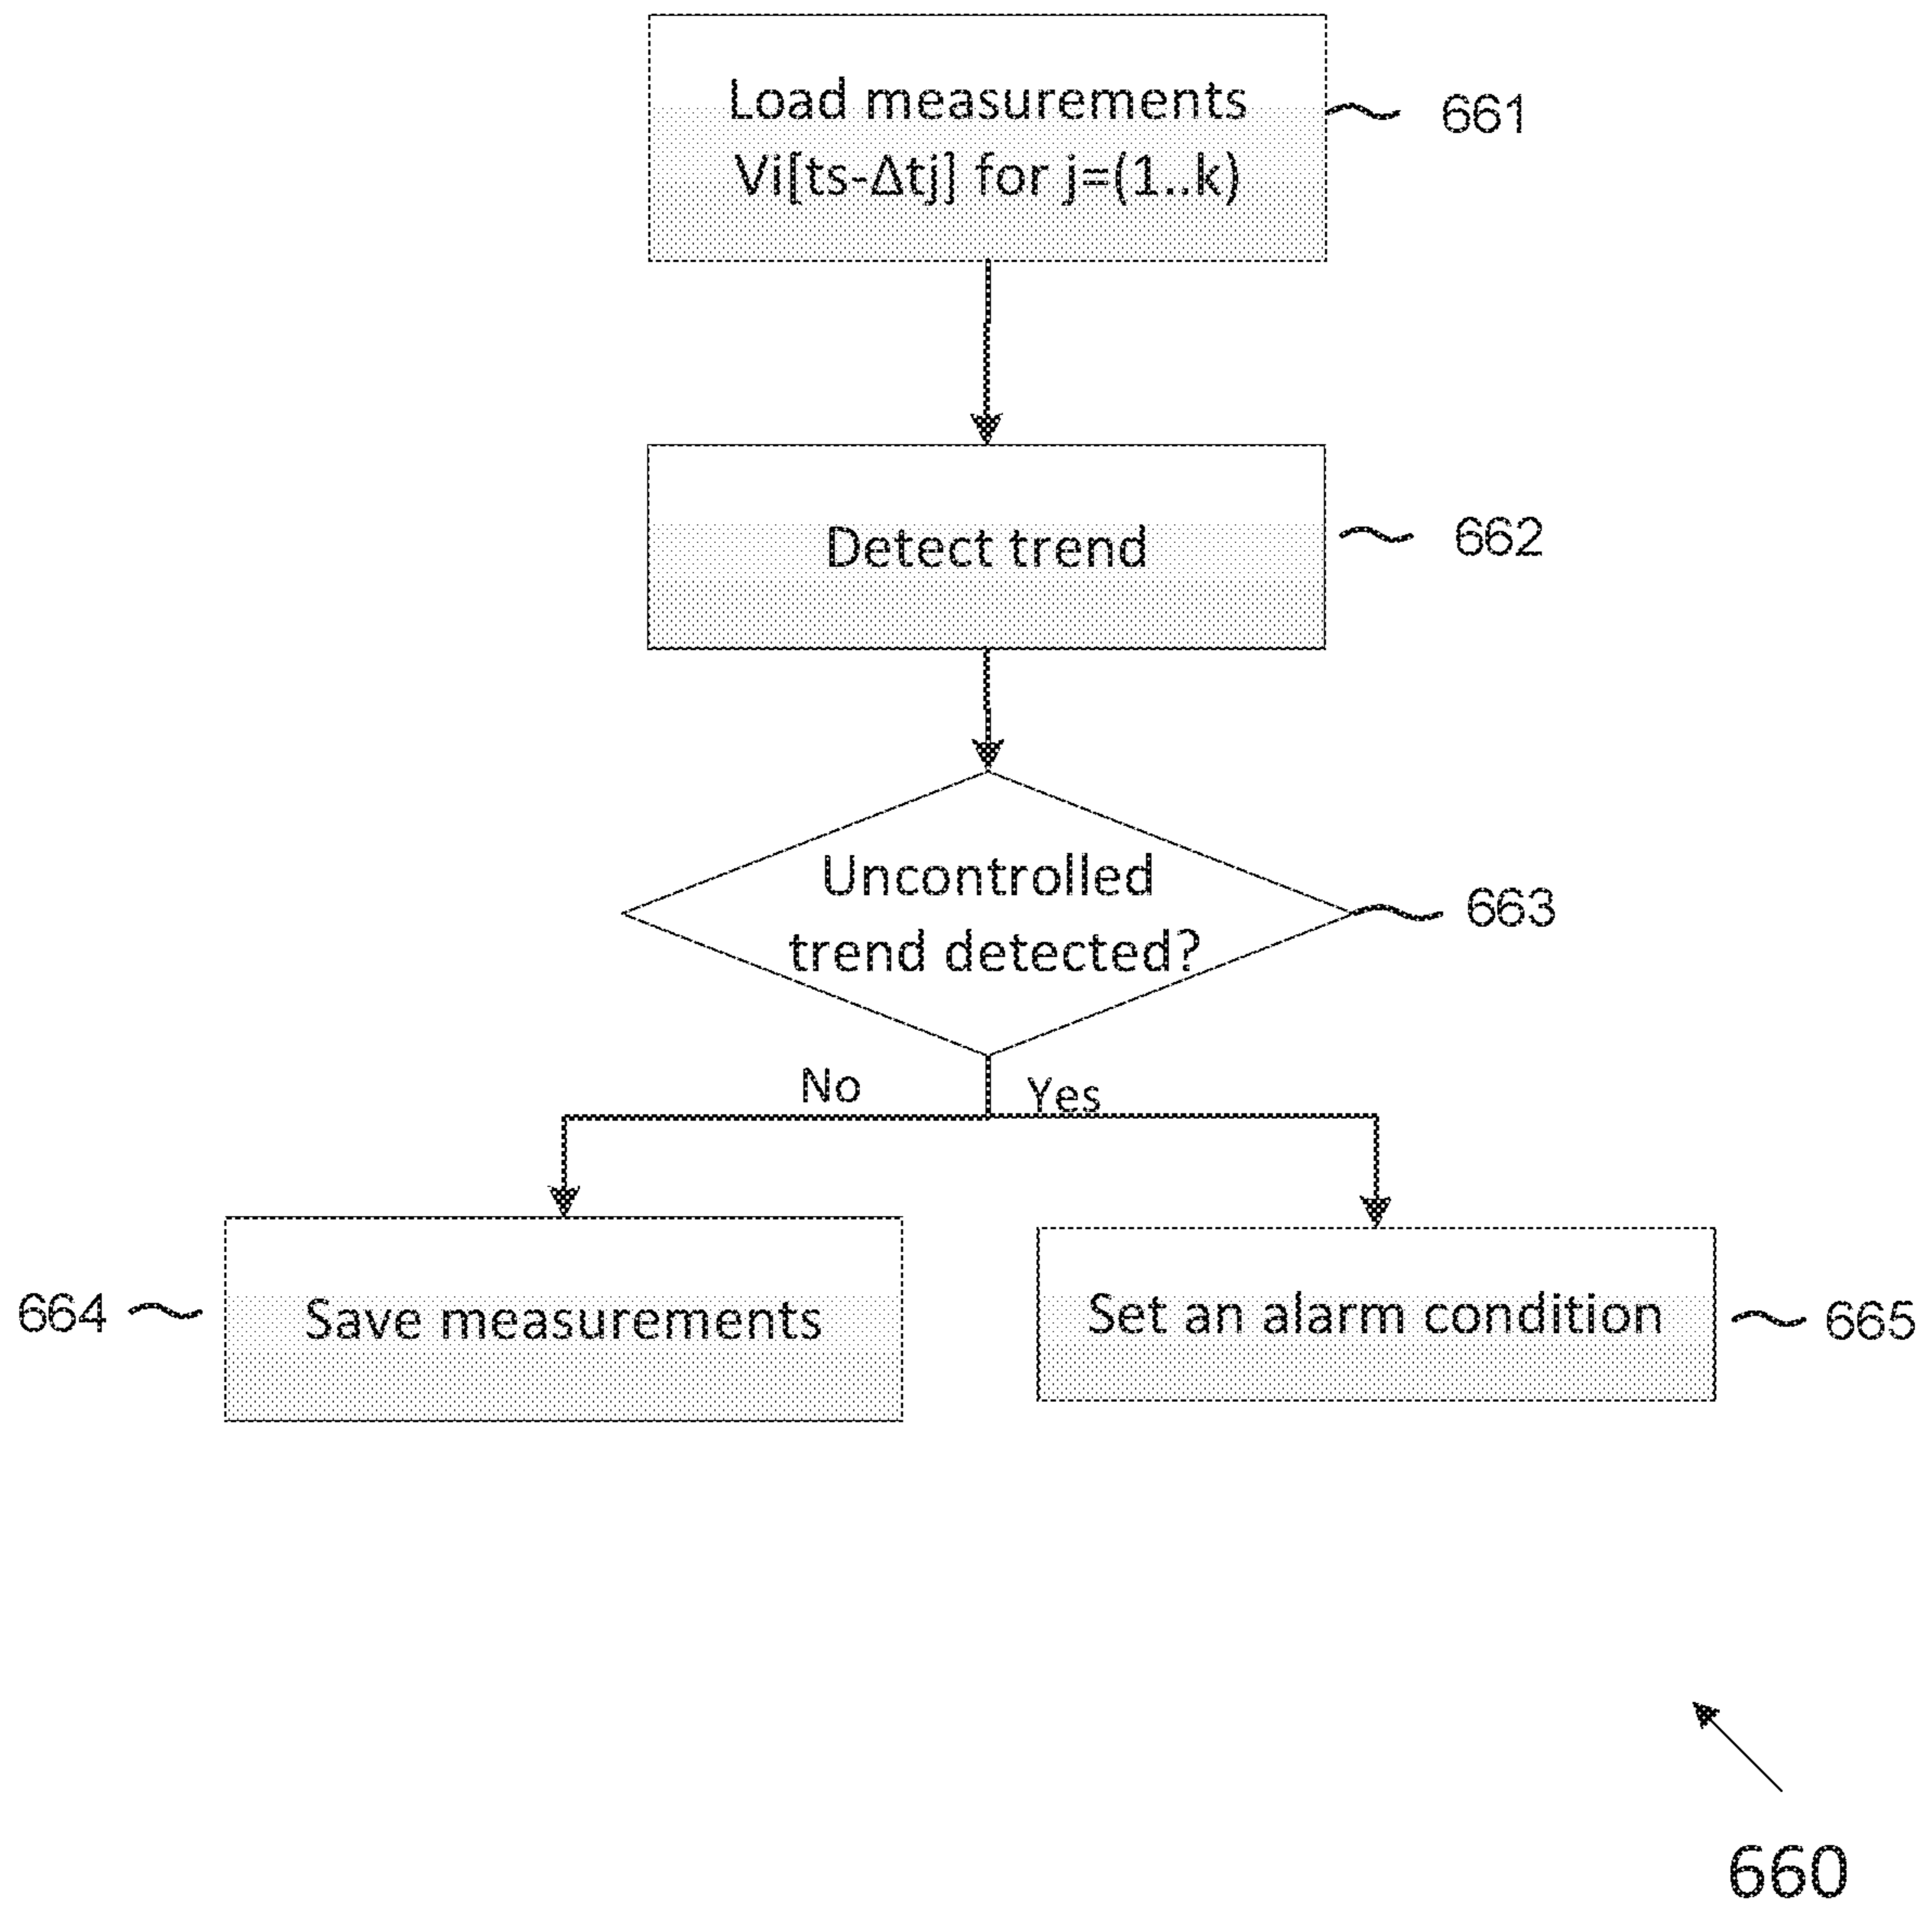 Load measurements
Vi[ts-Δtj] for j=(1..k)
661
Detect trend
662
Uncontrolled
trend detected?
663
No
Yes
664
Save measurements
Set an alarm condition
665
660